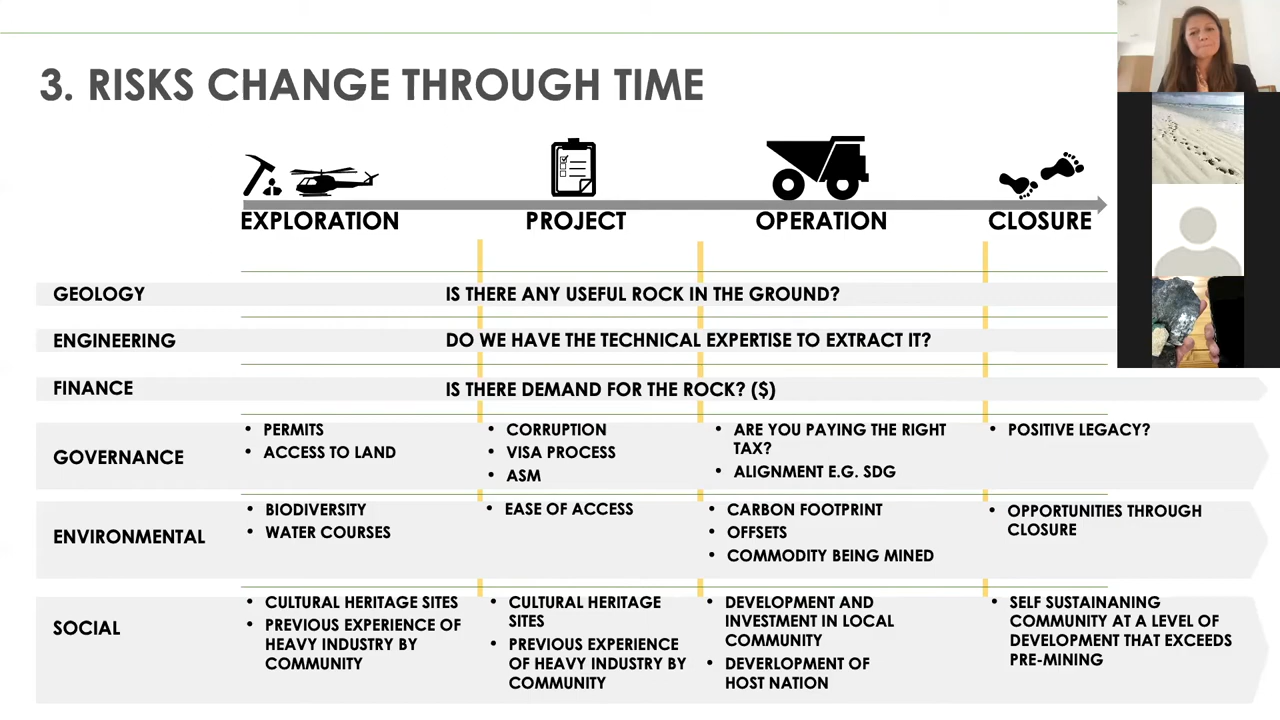 3. RISKS CHANGE THROUGH TIME
EXPLORATION
PROJECT
OPERATION
CLOSURE
GEOLOGY
IS THERE ANY USEFUL ROCK IN THE GROUND?
ENGINEERING
DO WE HAVE THE TECHNICAL EXPERTISE TO EXTRACT IT?
FINANCE
IS THERE DEMAND FOR THE ROCK? ($)
GOVERNANCE
• PERMITS
• ACCESS TO LAND
• CORRUPTION
• VISA PROCESS
• ASM
• ARE YOU PAYING THE RIGHT
TAX?
• ALIGNMENT E.G. SDG
• POSITIVE LEGACY?
ENVIRONMENTAL
• BIODIVERSITY
• WATER COURSES
• EASE OF ACCESS
• CARBON FOOTPRINT
• OFFSETS
• COMMODITY BEING MINED
• OPPORTUNITIES THROUGH
CLOSURE
SOCIAL
• CULTURAL HERITAGE SITES
• PREVIOUS EXPERIENCE OF
HEAVY INDUSTRY BY
COMMUNITY
• CULTURAL HERITAGE
SITES
• PREVIOUS EXPERIENCE
OF HEAVY INDUSTRY BY
COMMUNITY
• DEVELOPMENT AND
INVESTMENT IN LOCAL
COMMUNITY
• DEVERLOPMENT OF
HOST NATION
• SELF SUSTAINANING
COMMUNITY AT A LEVEL OF
DEVELOPMENT THAT EXCEEDS
PRE-MINING